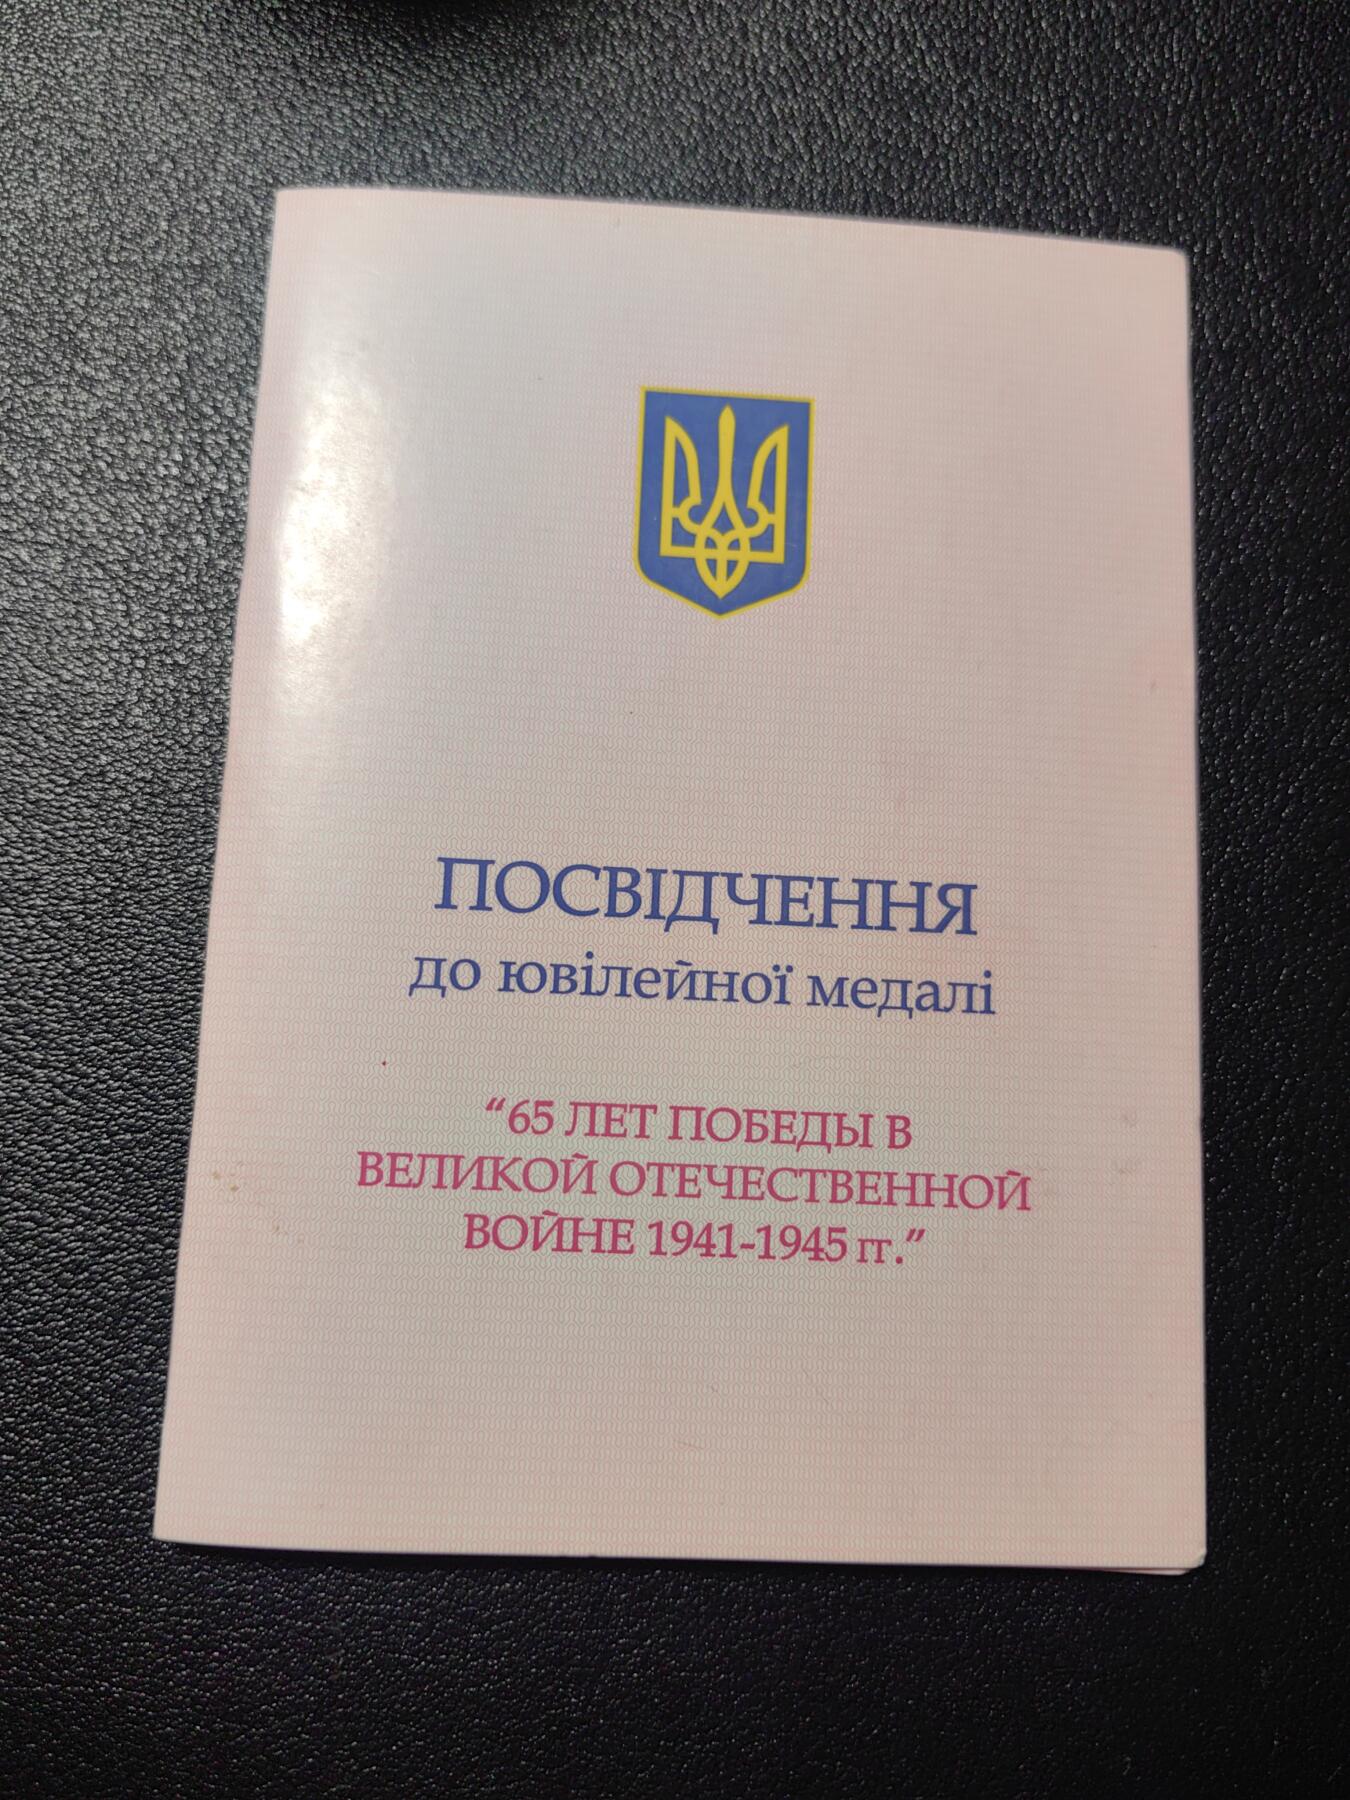 ПОСВІДЧЕННЯ
до ювілейної медалі
“65 ЛЕТ ПОБЕДЫ В
ВЕЛИКОЙ ОТЕЧЕСТВЕННОЙ
ВОЙНЕ 1941-1945 гг.”